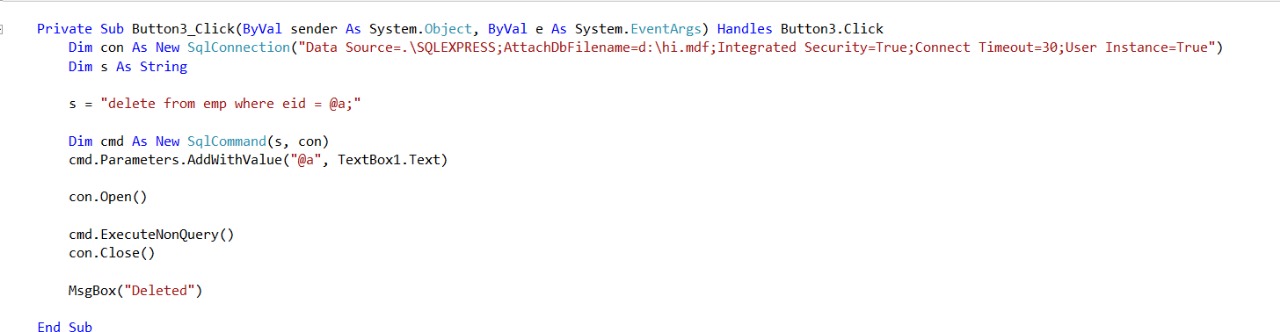 Private Sub Button3_Click(ByVal sender As System.Object, ByVal e As System.EventArgs) Handles Button3.Click
Dim con As New SqlConnection("Data Source=.\SQLEXPRESS;AttachDbFilename=d:\hi.mdf;Integrated Security=True;Connect Timeout=30;User Instance=True")
Dim s As String
s = "delete from emp where eid = @a;"
Dim cmd As New SqlCommand(s, con)
cmd.Parameters.AddWithValue("@a", TextBox1.Text)
con.Open()
cmd.ExecuteNonQuery()
con.Close()
MsgBox("Deleted")
End Sub